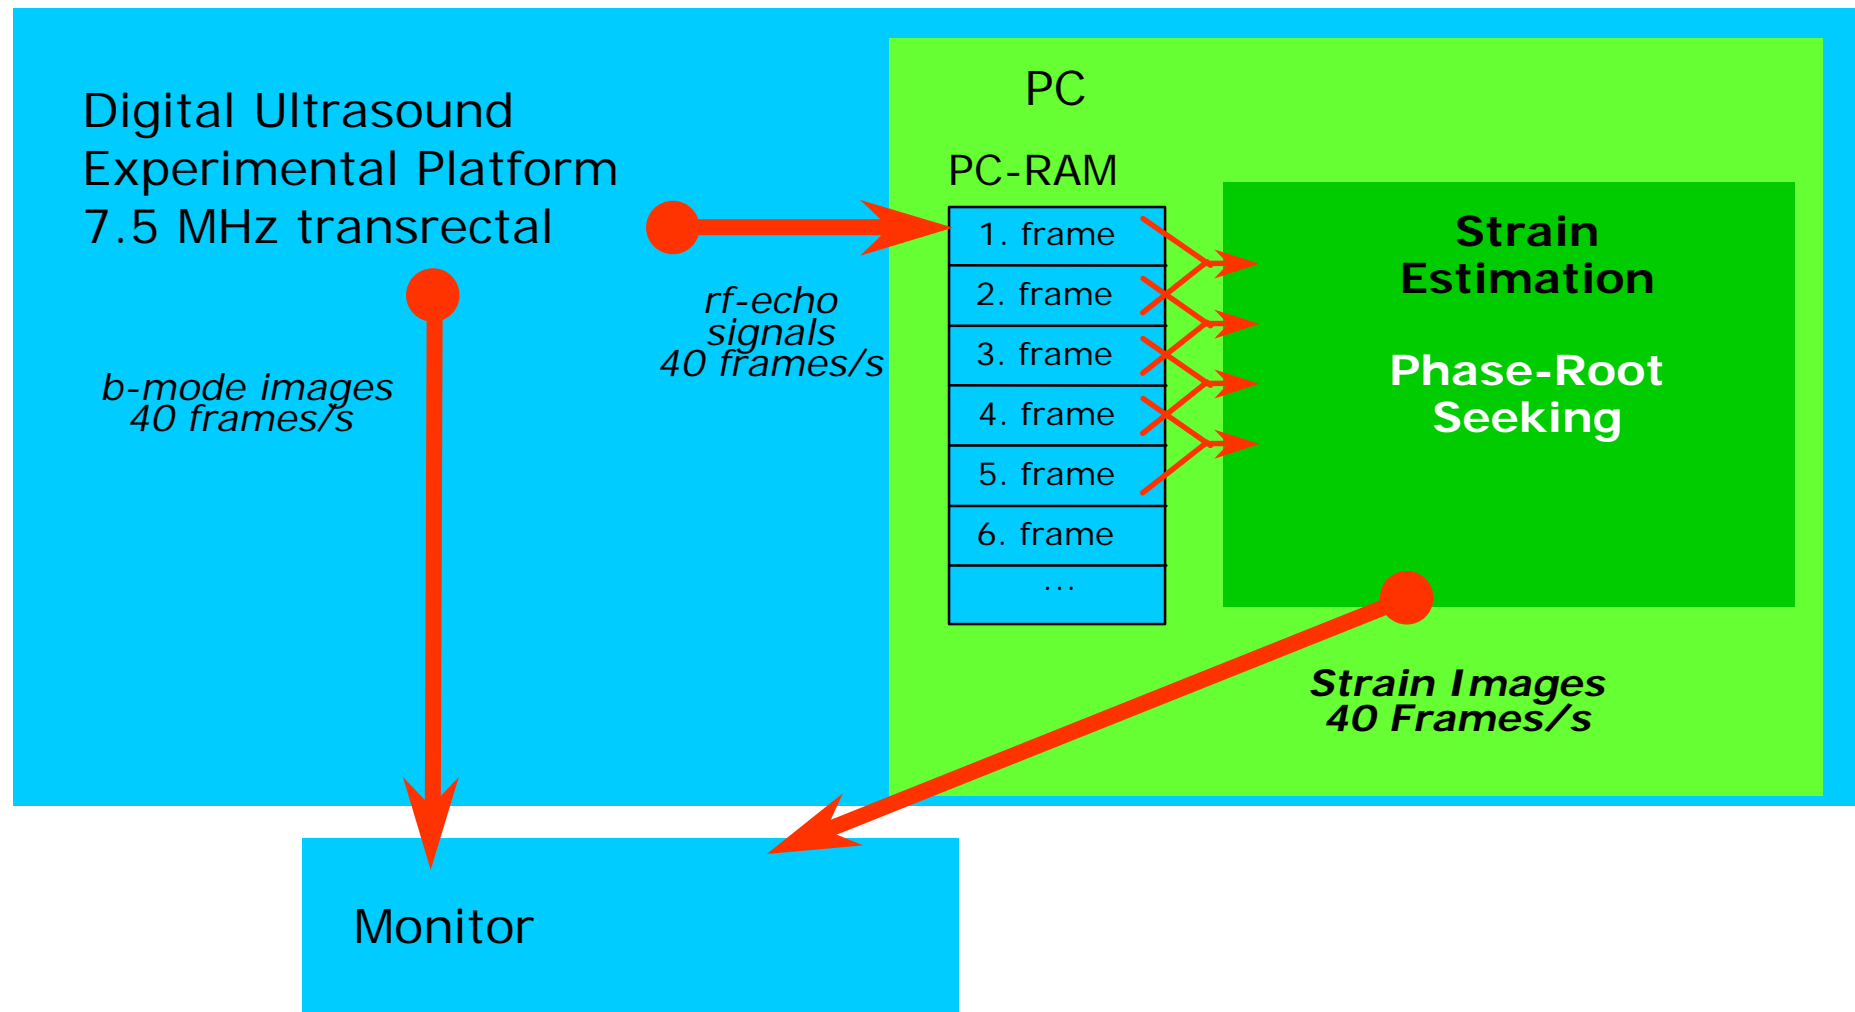 Digital Ultrasound
Experimental Platform
7.5 MHz transrectal
b-mode images
40 frames/s
rf-echo
signals
40 frames/s
PC
PC-RAM
1. frame
2. frame
3. frame
4. frame
5. frame
6. frame
...
Strain
Estimation
Phase-Root
Seeking
Strain Images
40 Frames/s
Monitor